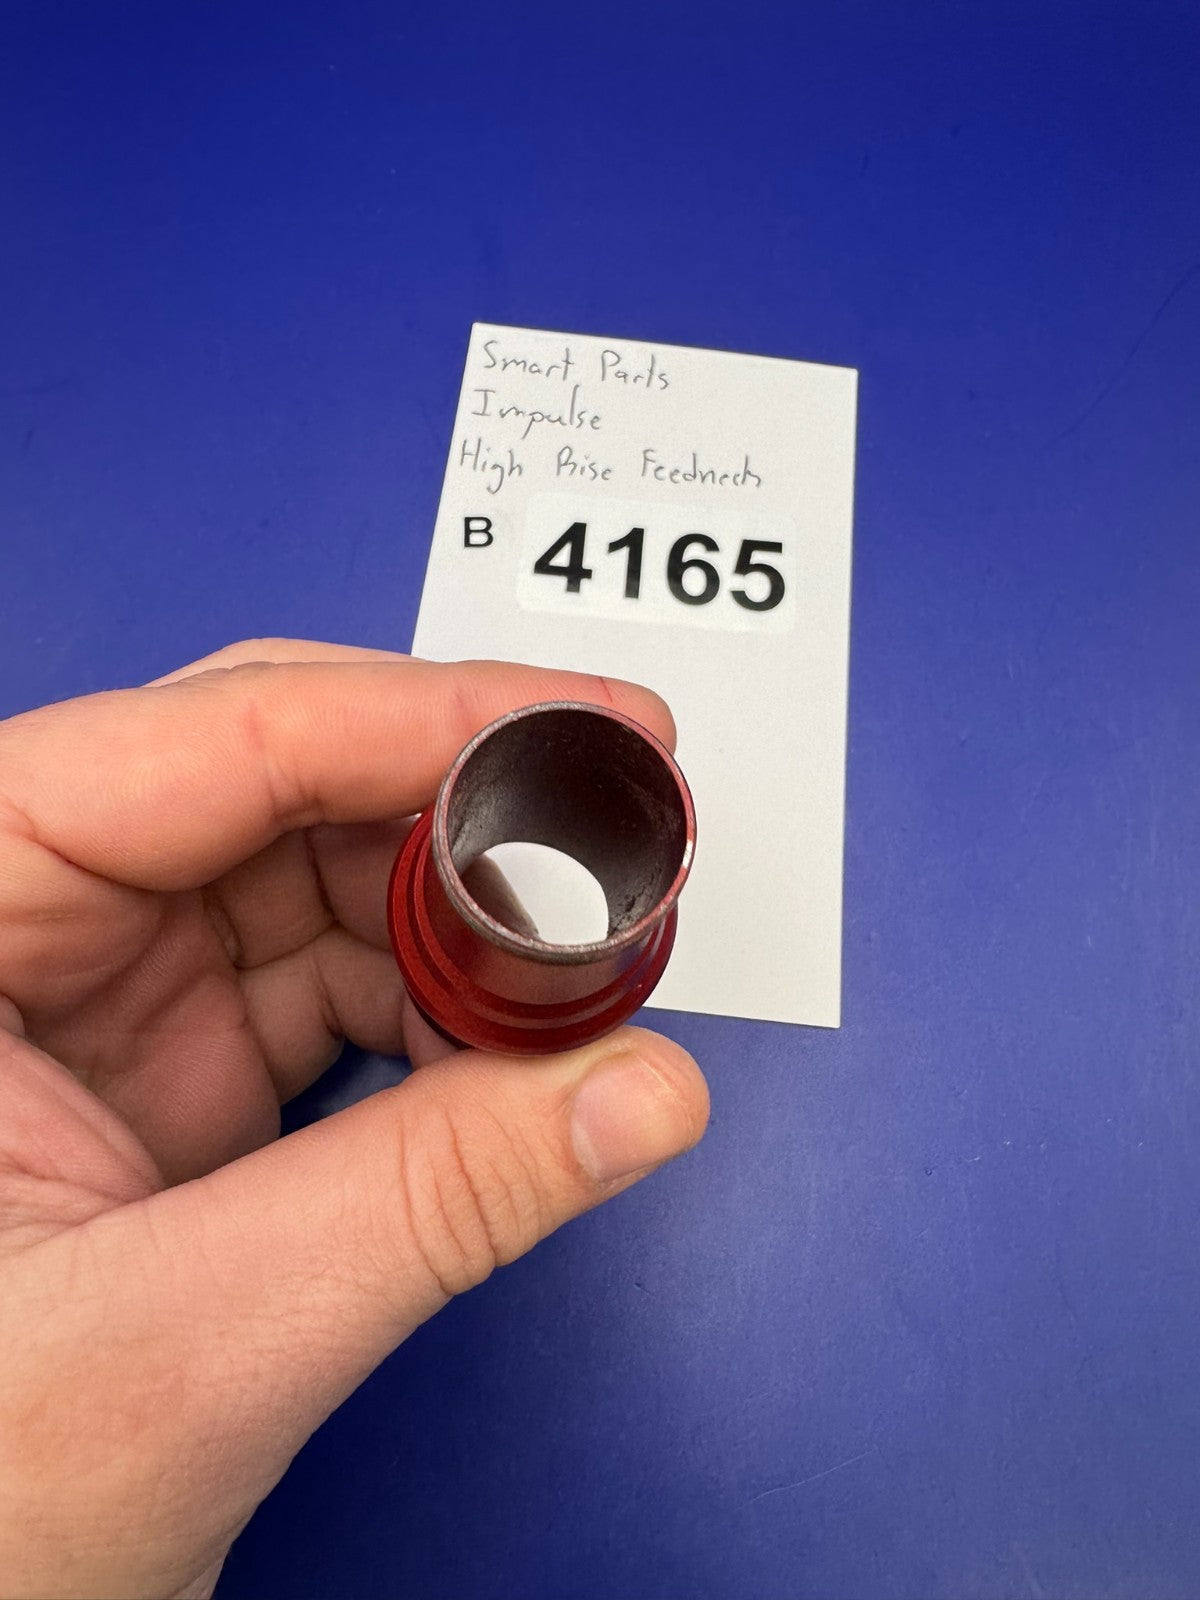 Smart Parts
Impulse
High Rise Feedneck
B 4165